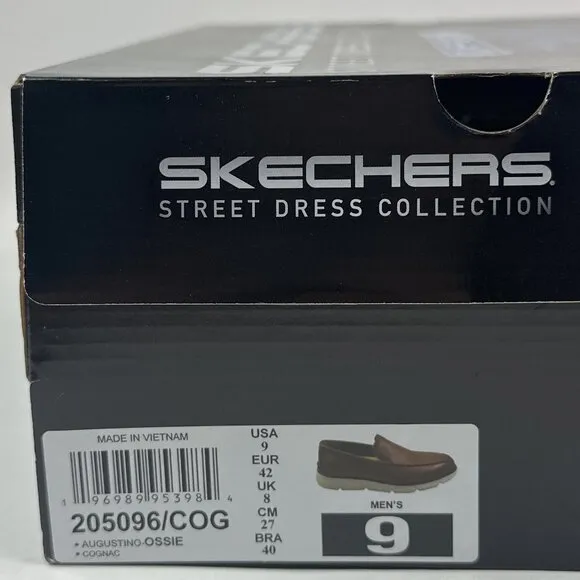 SKECHERS
STREET DRESS COLLECTION
MADE IN VIETNAM
1 96989 95398 4
205096/COG
• AUGUSTINO-OSSIE
• COGNAC
USA
9
EUR
42
UK
8
CM
27
BRA
40
MEN'S
9